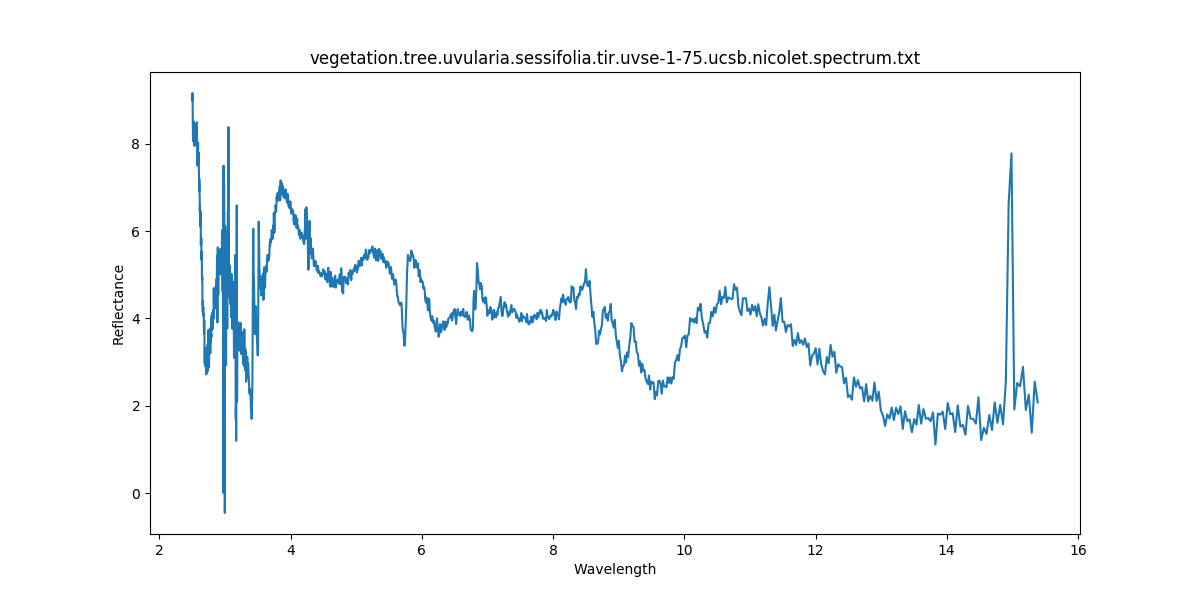 vegetation.tree.uvularia.sessifolia.tir.uvse-1-75.ucsb.nicolet.spectrum.txt
Reflectance
8
6
4
2
0
2 4 6 8 10 12 14 16
Wavelength